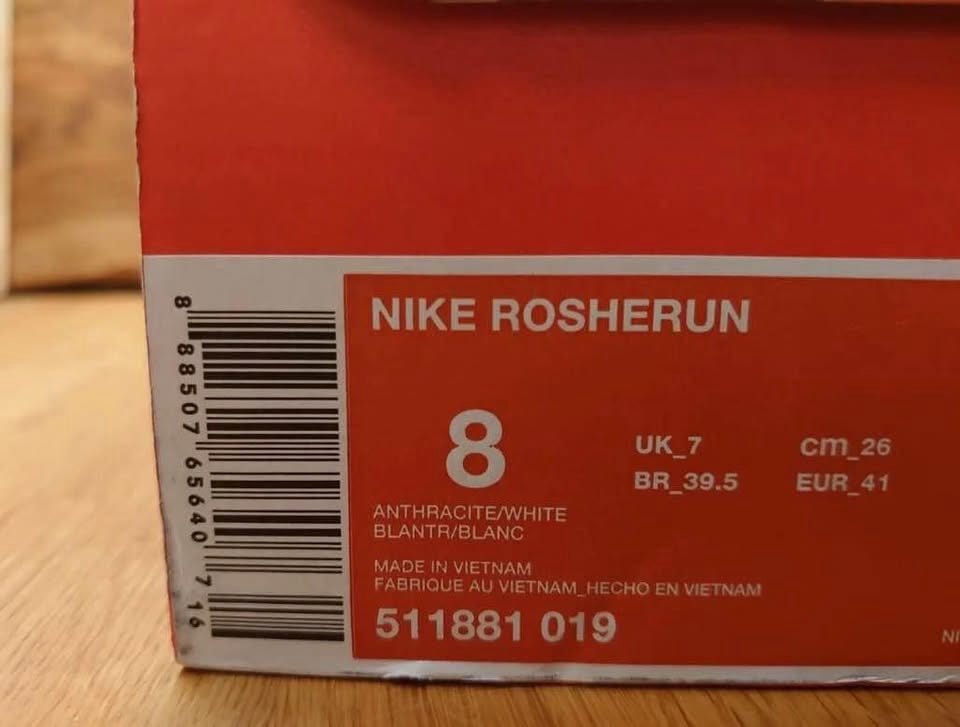 8 88507 65640 7 16
NIKE ROSHERUN
8
UK_7 cm_26
BR_39.5 EUR_41
ANTHRACITE/WHITE
BLANTR/BLANC
MADE IN VIETNAM
FABRIQUE AU VIETNAM_HECHO EN VIETNAM
511881 019